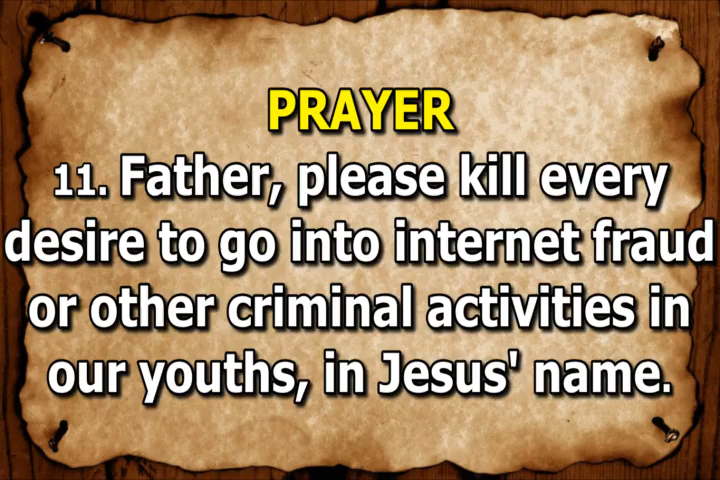 PRAYER
11. Father, please kill every
desire to go into internet fraud
or other criminal activities in
our youths, in Jesus' name.